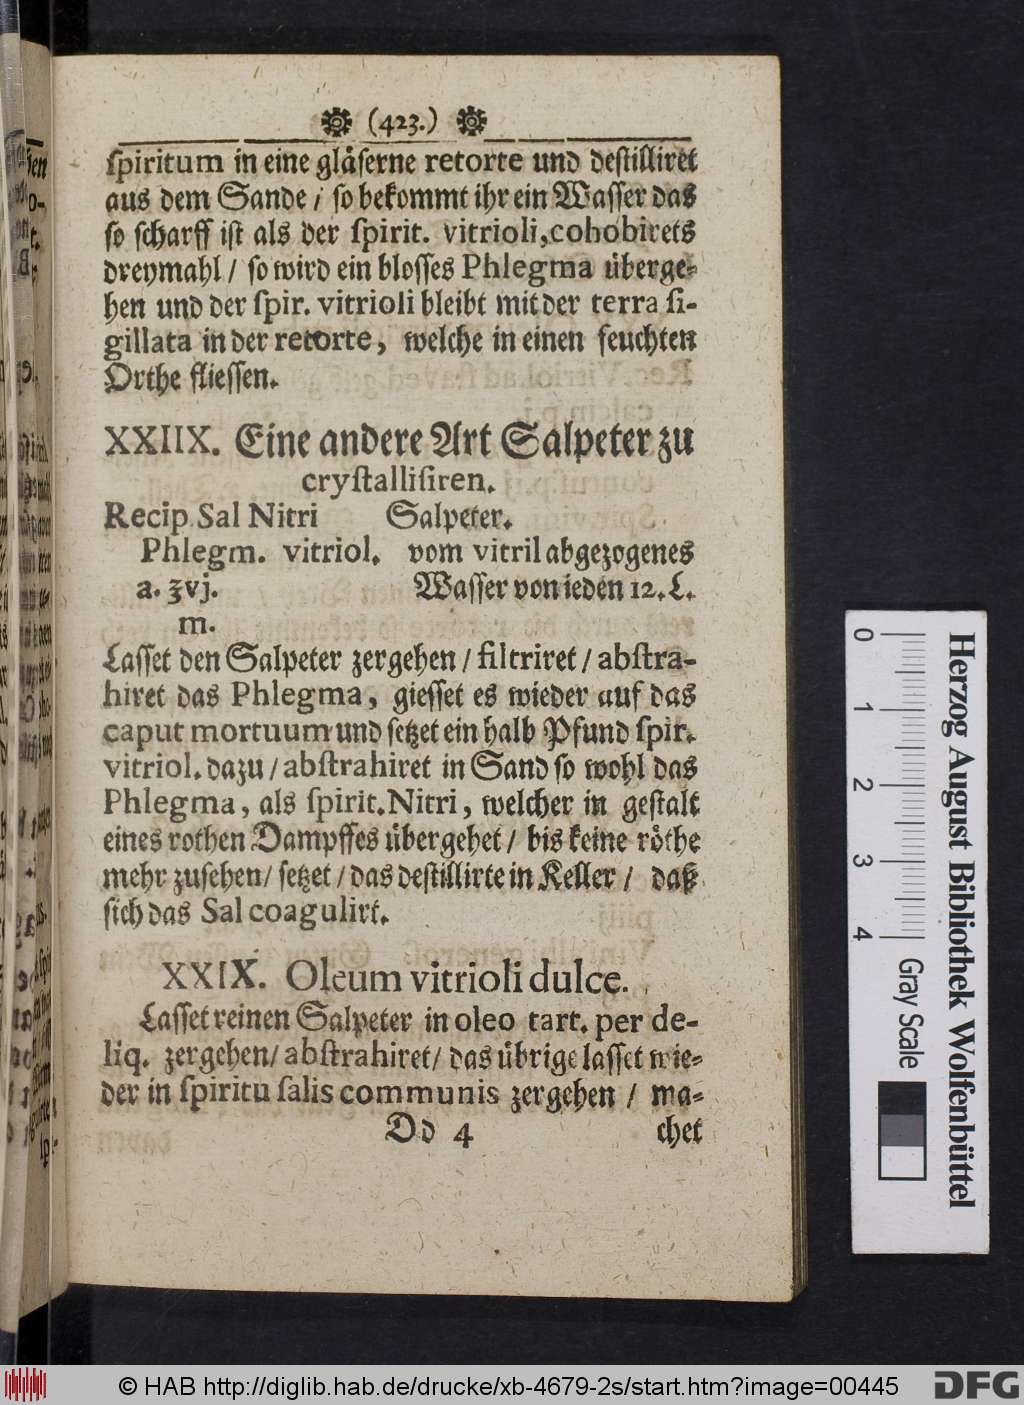 (423.)
ſpiritum in eine gläſerne retorte und deſtilliret
aus dem Sande / ſo bekommt ihr ein Waſſer das
ſo ſcharff iſt als der ſpirit. vitrioli, cohobirets
dreymahl / ſo wird ein bloſſes Phlegma überge-
hen und der ſpir. vitrioli bleibt mit der terra ſi-
gillata in der retorte, welche in einen feuchten
Orthe flieſſen.
XXIIX. Eine andere Art Salpeter zu
cryſtalliſiren.
Recip. Sal Nitri Salpeter.
Phlegm. vitriol. vom vitril abgezogenes
a. ℥vj. Waſſer von ieden 12. L.
m.
Laſſet den Salpeter zergehen / filtriret / abſtra-
hiret das Phlegma, gieſſet es wieder auf das
caput mortuum und ſetzet ein halb Pfund ſpir.
vitriol. dazu / abſtrahiret in Sand ſo wohl das
Phlegma, als ſpirit. Nitri, welcher in geſtalt
eines rothen Dampffes übergehet / bis keine röthe
mehr zuſehen / ſetzet / das deſtillirte in Keller / daß
ſich das Sal coagulirt.
XXIX. Oleum vitrioli dulce.
Laſſet reinen Salpeter in oleo tart. per de-
liq. zergehen / abſtrahiret / das übrige laſſet wie-
der in ſpiritu ſalis communis zergehen / ma-
Dd 4 chet
0 1 2 3 4 Gray Scale
Herzog August Bibliothek Wolfenbüttel
© HAB http://diglib.hab.de/drucke/xb-4679-2s/start.htm?image=00445
DFG